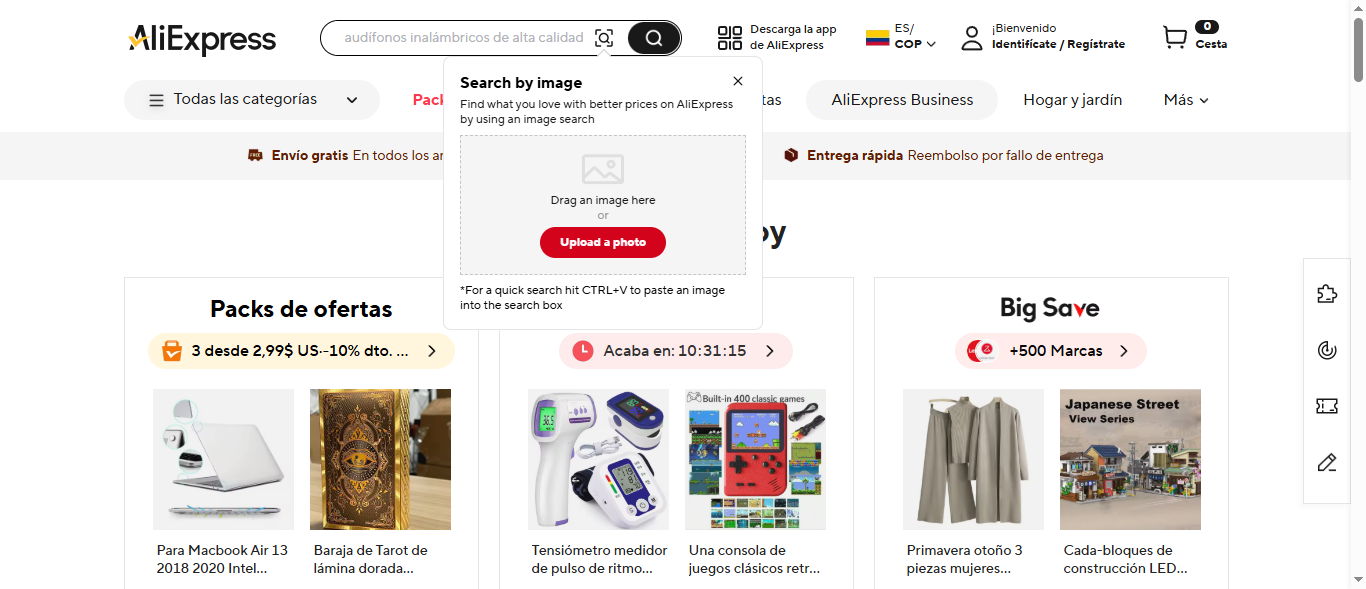 AliExpress
audífonos inalámbricos de alta calidad
Descarga la app
de AliExpress
ES/
COP
¡Bienvenido
Identifícate / Regístrate
0
Cesta
Search by image
Find what you love with better prices on AliExpress
by using an image search
Drag an image here
or
Upload a photo
*For a quick search hit CTRL+V to paste an image
into the search box
Todas las categorías
Pack
tas
AliExpress Business
Hogar y jardín
Más
Envío gratis En todos los ar
Entrega rápida Reembolso por fallo de entrega
oy
Packs de ofertas
3 desde 2,99$ US·-10% dto. ...
Para Macbook Air 13
2018 2020 Intel...
Baraja de Tarot de
lámina dorada...
Acaba en: 10:31:15
Built-in 400 classic games
Tensiómetro medidor
de pulso de ritmo...
Una consola de
juegos clásicos retr...
Big Save
+500 Marcas
Japanese Street
View Series
Primavera otoño 3
piezas mujeres...
Cada-bloques de
construcción LED...